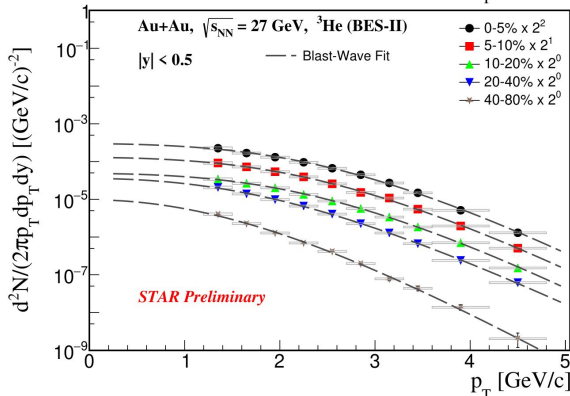 Au+Au, √s_NN = 27 GeV, ³He (BES-II)
|y| < 0.5
Blast-Wave Fit
0-5% x 2²
5-10% x 2¹
10-20% x 2⁰
20-40% x 2⁰
40-80% x 2⁰
STAR Preliminary
d²N/(2πp_T dp_T dy) [(GeV/c)⁻²]
1
10⁻¹
10⁻³
10⁻⁵
10⁻⁷
10⁻⁹
0 1 2 3 4 5
p_T [GeV/c]